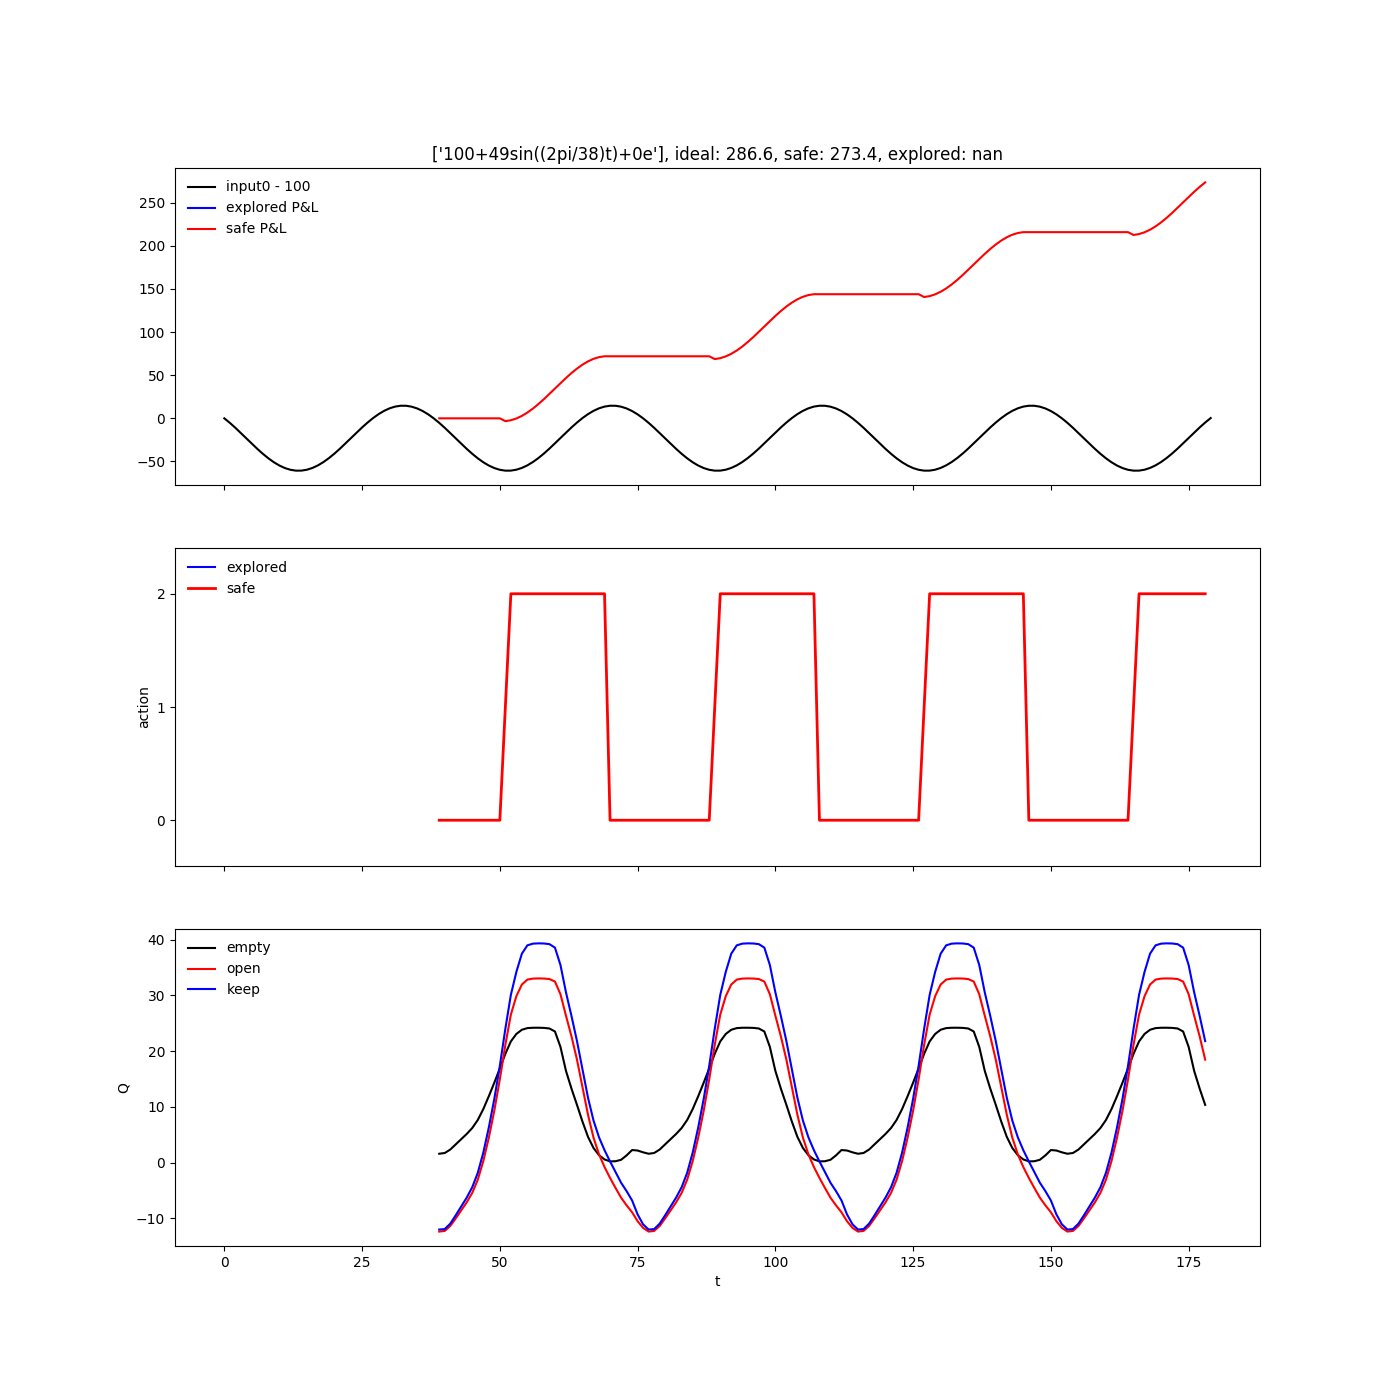 ['100+49sin((2pi/38)t)+0e'], ideal: 286.6, safe: 273.4, explored: nan
input0 - 100
explored P&L
safe P&L
250
200
150
100
50
0
−50
explored
safe
2
1
0
action
empty
open
keep
40
30
20
10
0
−10
Q
0 25 50 75 100 125 150 175
t